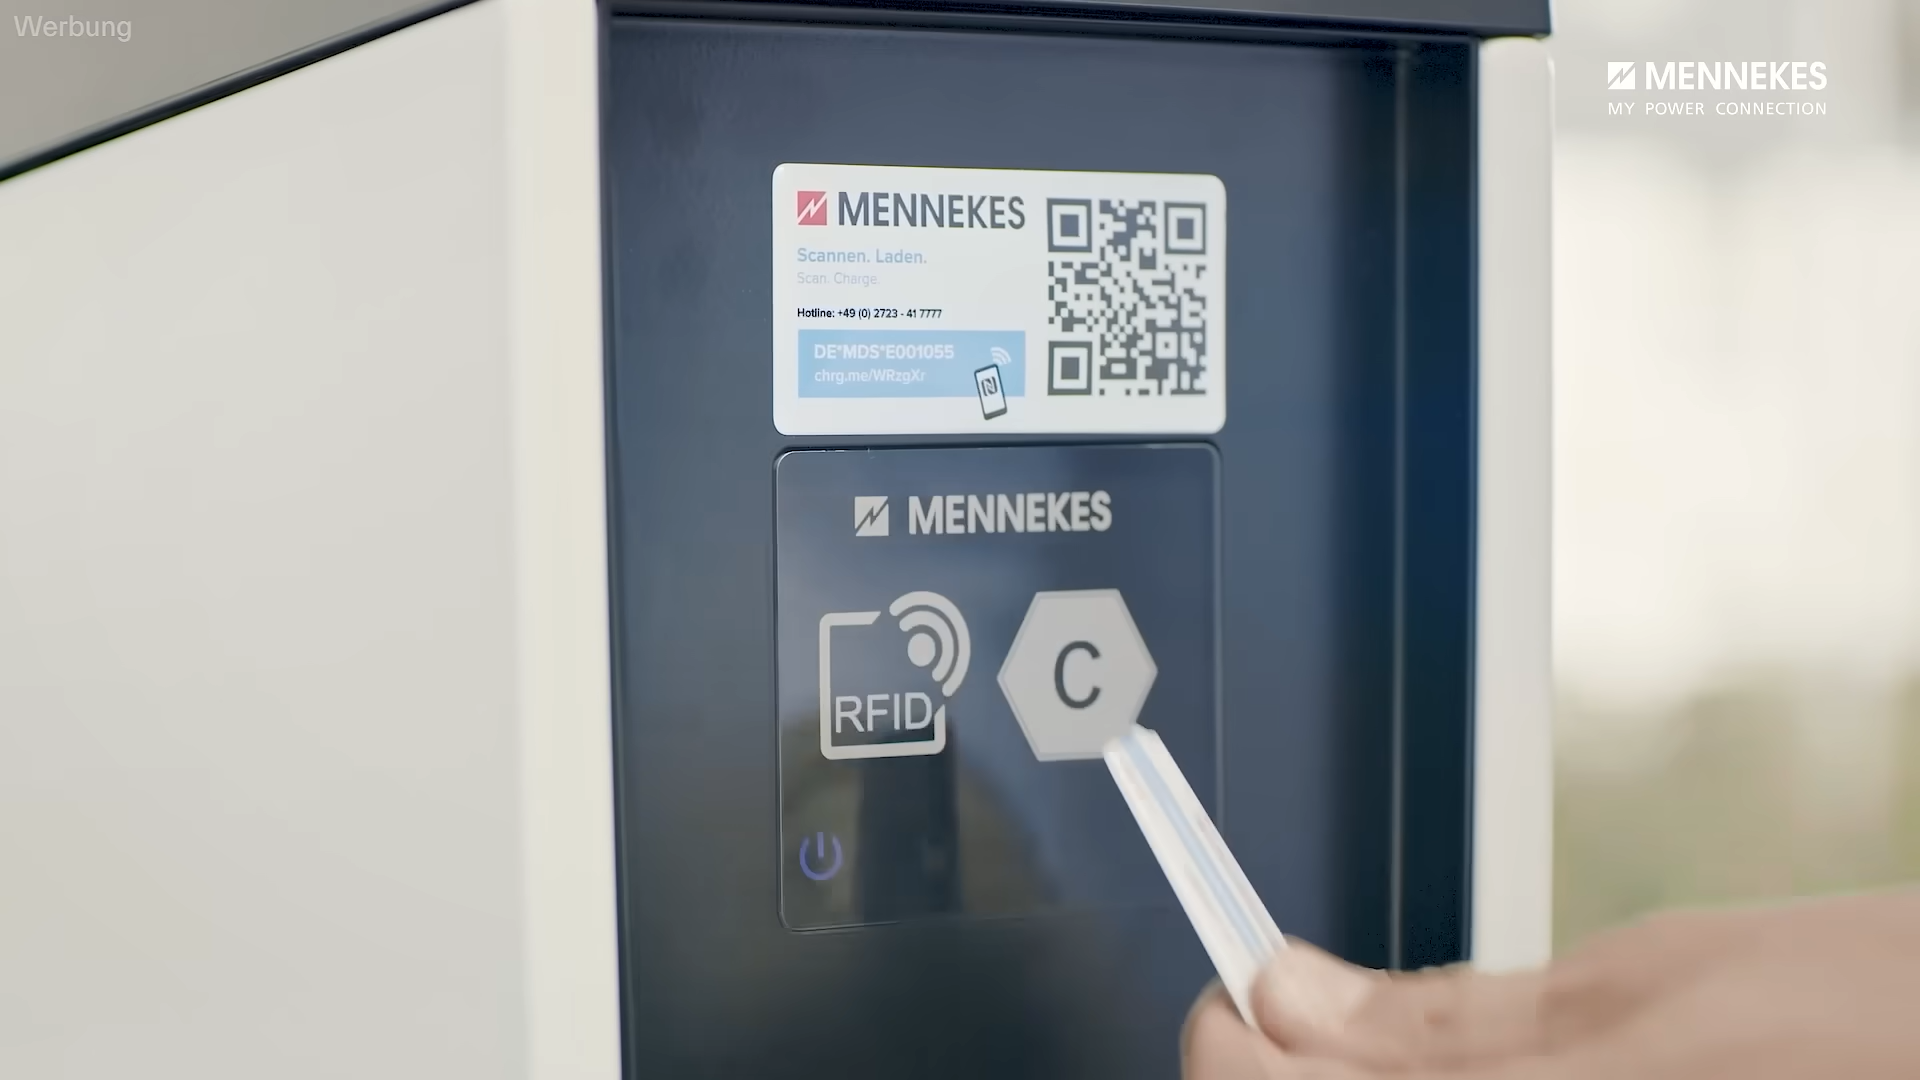 Werbung
MENNEKES
MY POWER CONNECTION
MENNEKES
Scannen. Laden.
Scan. Charge.
Hotline: +49 (0) 2723 - 41 7777
DE*MDS*E001055
chrg.me/WRzgXr
MENNEKES
RFID
C